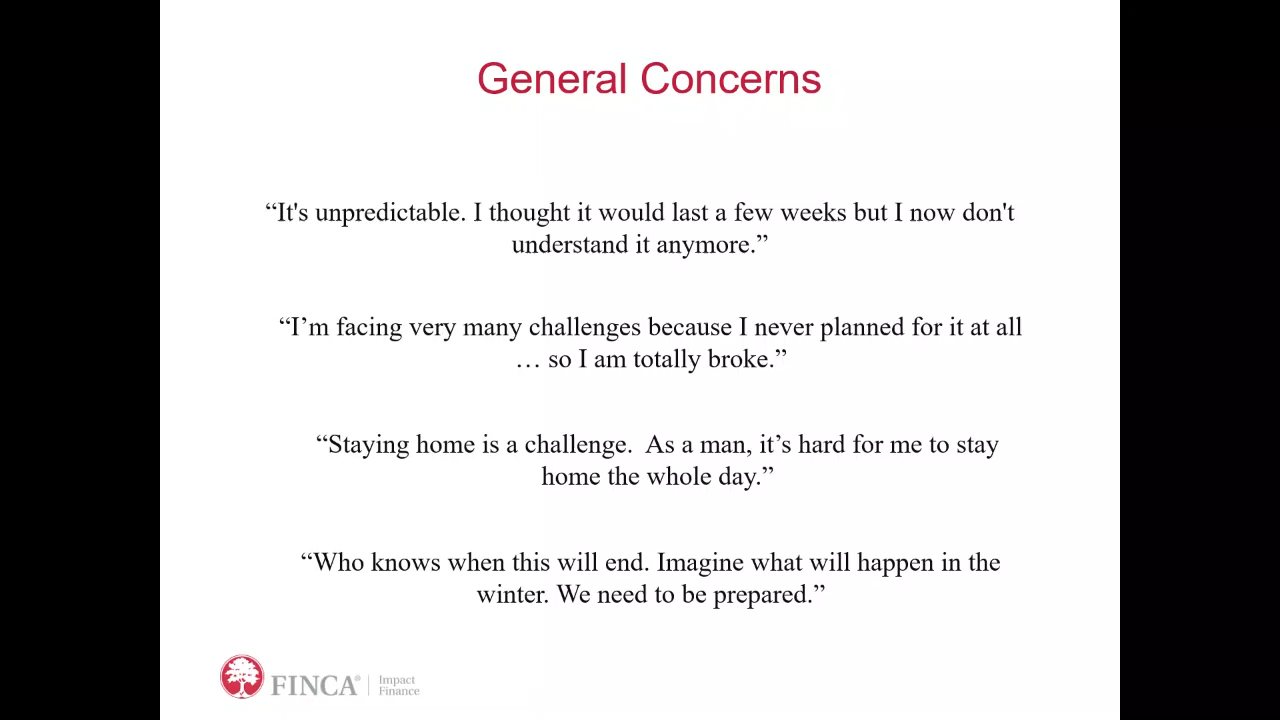 General Concerns
“It's unpredictable. I thought it would last a few weeks but I now don't
understand it anymore.”
“I’m facing very many challenges because I never planned for it at all
… so I am totally broke.”
“Staying home is a challenge.  As a man, it’s hard for me to stay
home the whole day.”
“Who knows when this will end. Imagine what will happen in the
winter. We need to be prepared.”
FINCA® | Impact
Finance